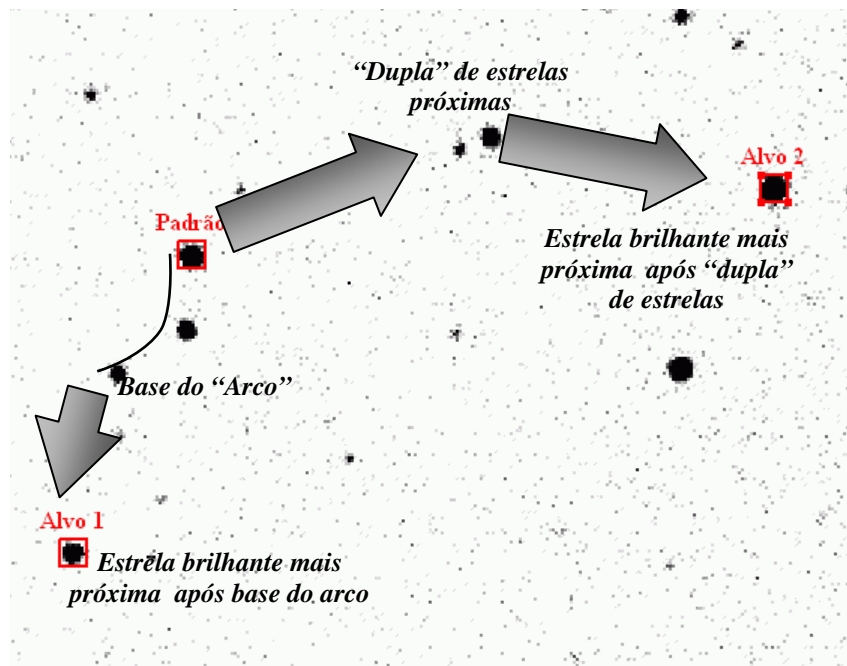 “Dupla” de estrelas
próximas
Alvo 2
Padrão
Estrela brilhante mais
próxima após “dupla”
de estrelas
Base do “Arco”
Alvo 1
Estrela brilhante mais
próxima após base do arco